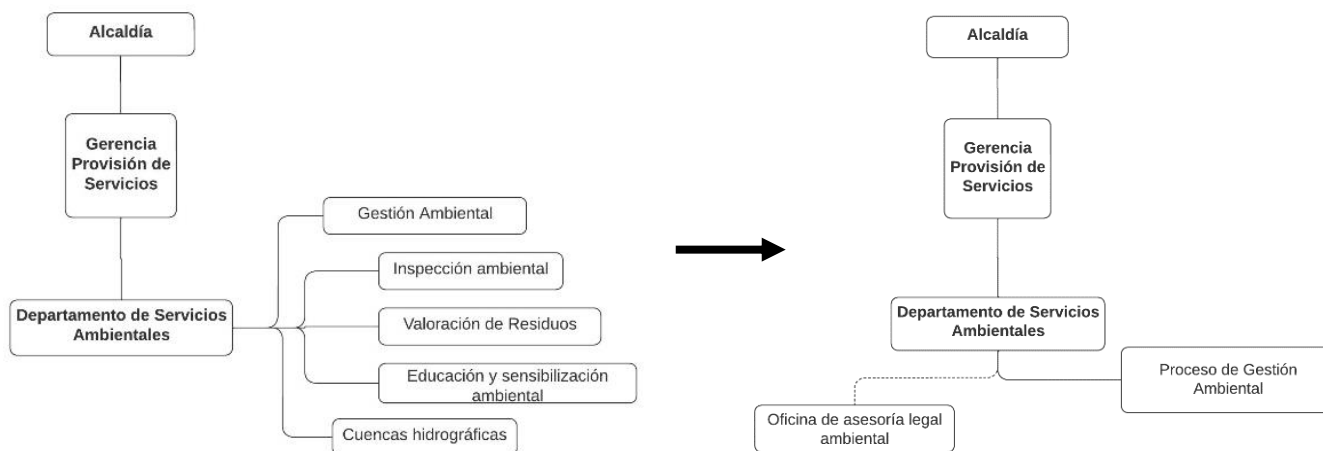 Alcaldía
Gerencia
Provisión de
Servicios
Departamento de Servicios
Ambientales
Gestión Ambiental
Inspección ambiental
Valoración de Residuos
Educación y sensibilización
ambiental
Cuencas hidrográficas
Alcaldía
Gerencia
Provisión de
Servicios
Departamento de Servicios
Ambientales
Proceso de Gestión
Ambiental
Oficina de asesoría legal
ambiental